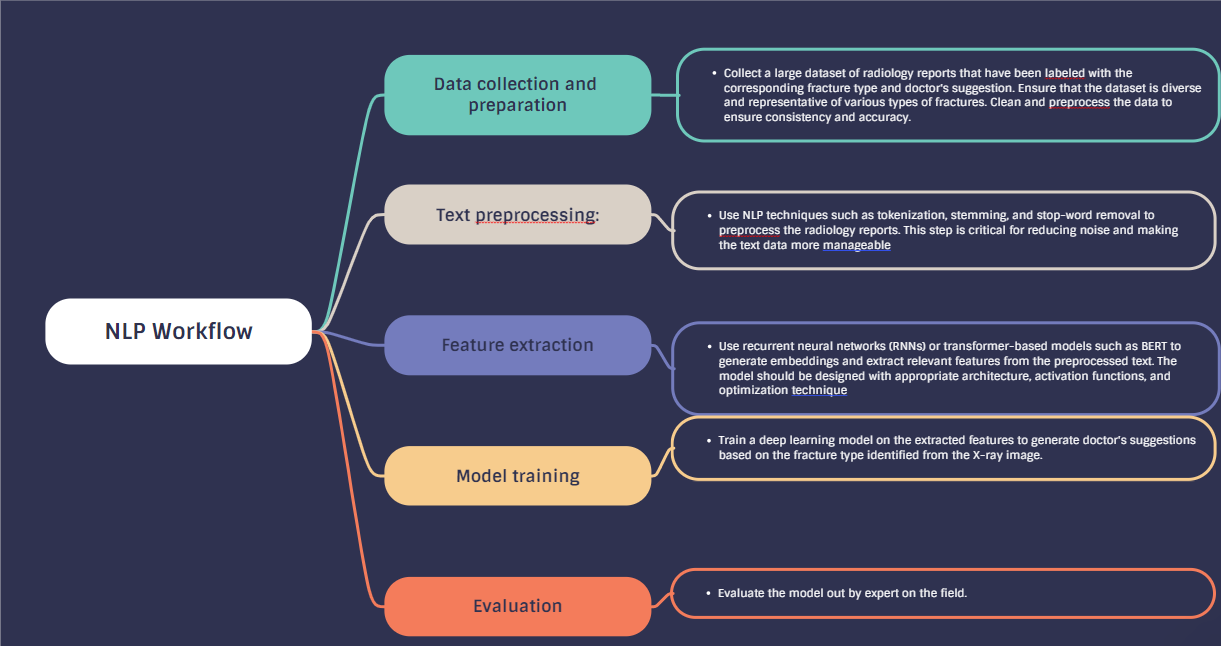 NLP Workflow
Data collection and
preparation
• Collect a large dataset of radiology reports that have been labeled with the
corresponding fracture type and doctor's suggestion. Ensure that the dataset is diverse
and representative of various types of fractures. Clean and preprocess the data to
ensure consistency and accuracy.
Text preprocessing:
• Use NLP techniques such as tokenization, stemming, and stop-word removal to
preprocess the radiology reports. This step is critical for reducing noise and making
the text data more manageable
Feature extraction
• Use recurrent neural networks (RNNs) or transformer-based models such as BERT to
generate embeddings and extract relevant features from the preprocessed text. The
model should be designed with appropriate architecture, activation functions, and
optimization technique
Model training
• Train a deep learning model on the extracted features to generate doctor's suggestions
based on the fracture type identified from the X-ray image.
Evaluation
• Evaluate the model out by expert on the field.